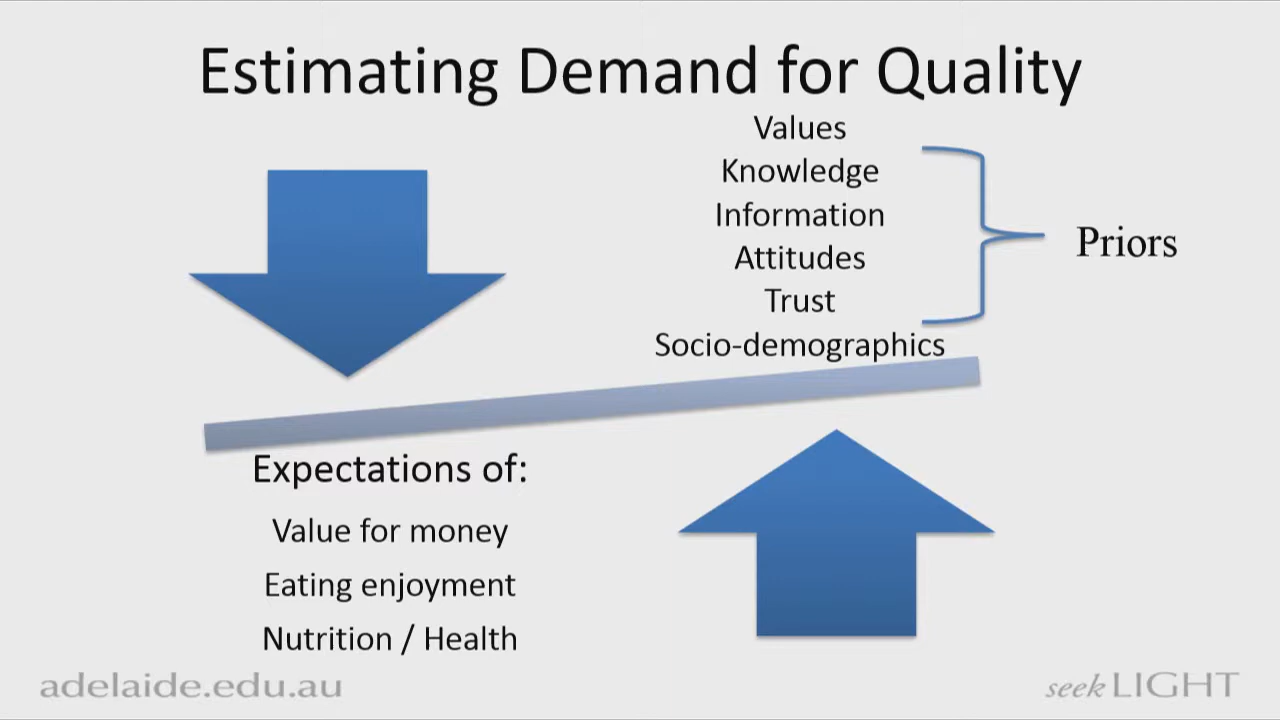 Estimating Demand for Quality
Values
Knowledge
Information
Attitudes
Trust
Socio-demographics
Priors
Expectations of:
Value for money
Eating enjoyment
Nutrition / Health
adelaide.edu.au
seek LIGHT